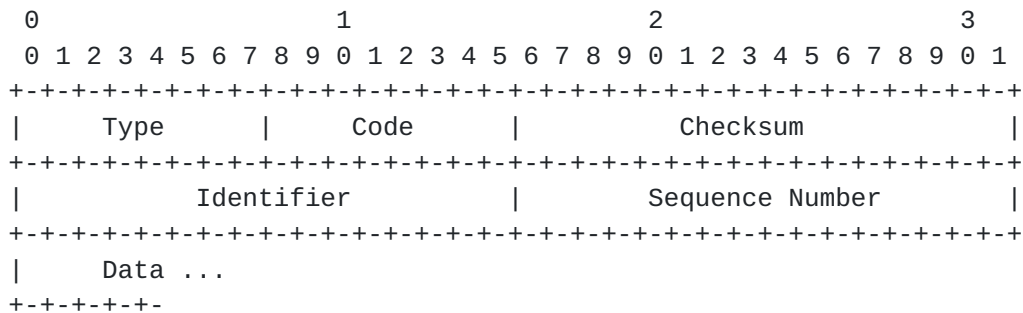 0                   1                   2                   3
 0 1 2 3 4 5 6 7 8 9 0 1 2 3 4 5 6 7 8 9 0 1 2 3 4 5 6 7 8 9 0 1
+-+-+-+-+-+-+-+-+-+-+-+-+-+-+-+-+-+-+-+-+-+-+-+-+-+-+-+-+-+-+-+-+
|     Type      |     Code      |          Checksum             |
+-+-+-+-+-+-+-+-+-+-+-+-+-+-+-+-+-+-+-+-+-+-+-+-+-+-+-+-+-+-+-+-+
|           Identifier          |        Sequence Number        |
+-+-+-+-+-+-+-+-+-+-+-+-+-+-+-+-+-+-+-+-+-+-+-+-+-+-+-+-+-+-+-+-+
|     Data ...
+-+-+-+-+-